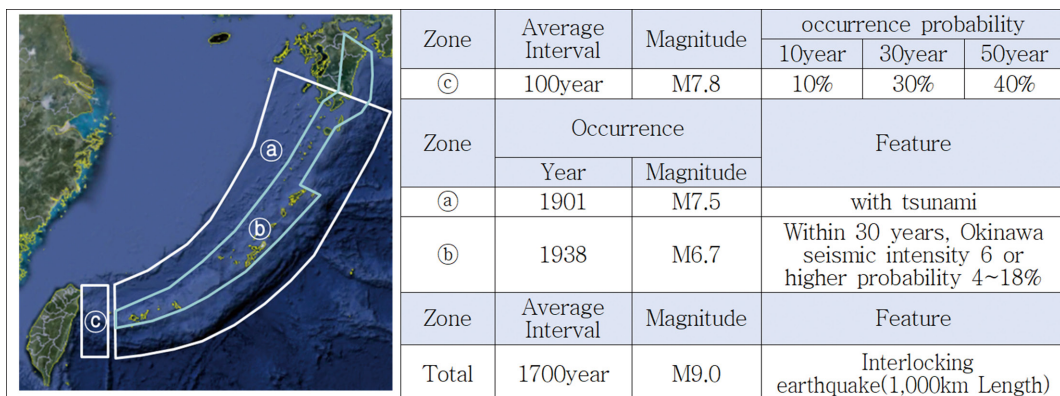 ⓐ
ⓑ
ⓒ
Zone
Average
Interval
Magnitude
occurrence probability
10year 30year 50year
ⓒ 100year M7.8 10% 30% 40%
Zone
Occurrence
Feature
Year Magnitude
ⓐ 1901 M7.5 with tsunami
ⓑ 1938 M6.7
Within 30 years, Okinawa
seismic intensity 6 or
higher probability 4~18%
Zone
Average
Interval
Magnitude
Feature
Total 1700year M9.0
Interlocking
earthquake(1,000km Length)